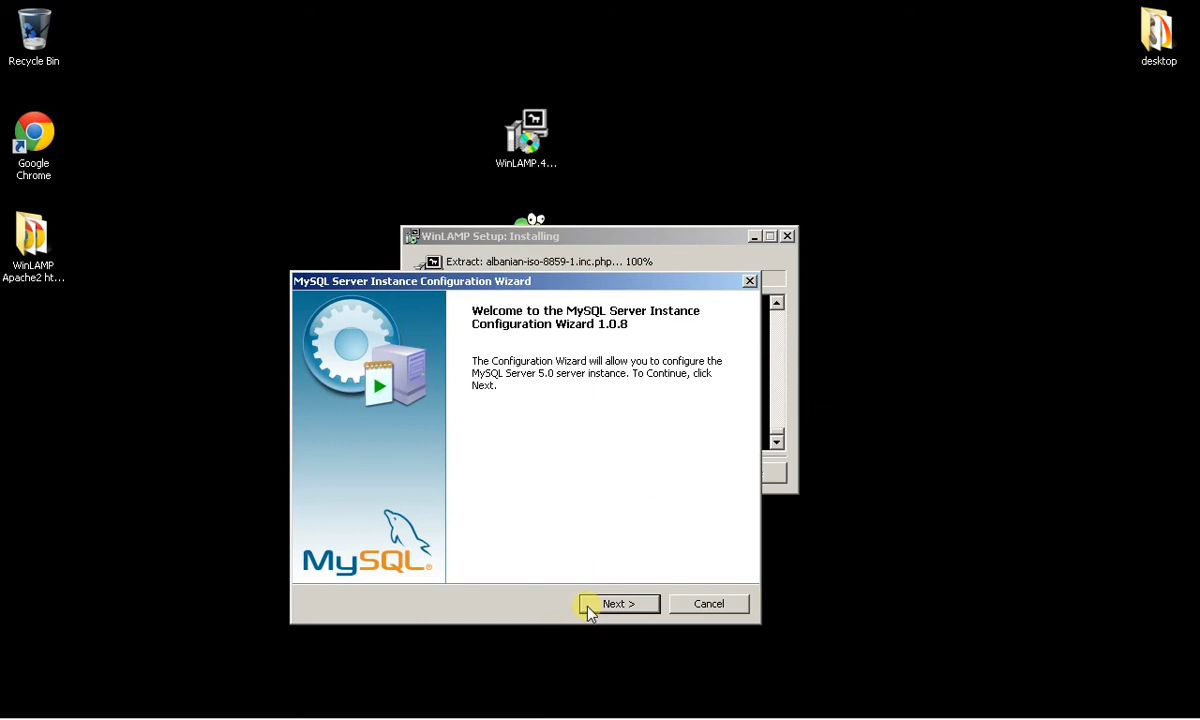 Recycle Bin
desktop
Google
Chrome
WinLAMP.4...
WinLAMP
Apache2 ht...
WinLAMP Setup: Installing
Extract: albanian-iso-8859-1.inc.php... 100%
MySQL Server Instance Configuration Wizard
Welcome to the MySQL Server Instance
Configuration Wizard 1.0.8
The Configuration Wizard will allow you to configure the
MySQL Server 5.0 server instance. To Continue, click
Next.
MySQL®
Next >
Cancel